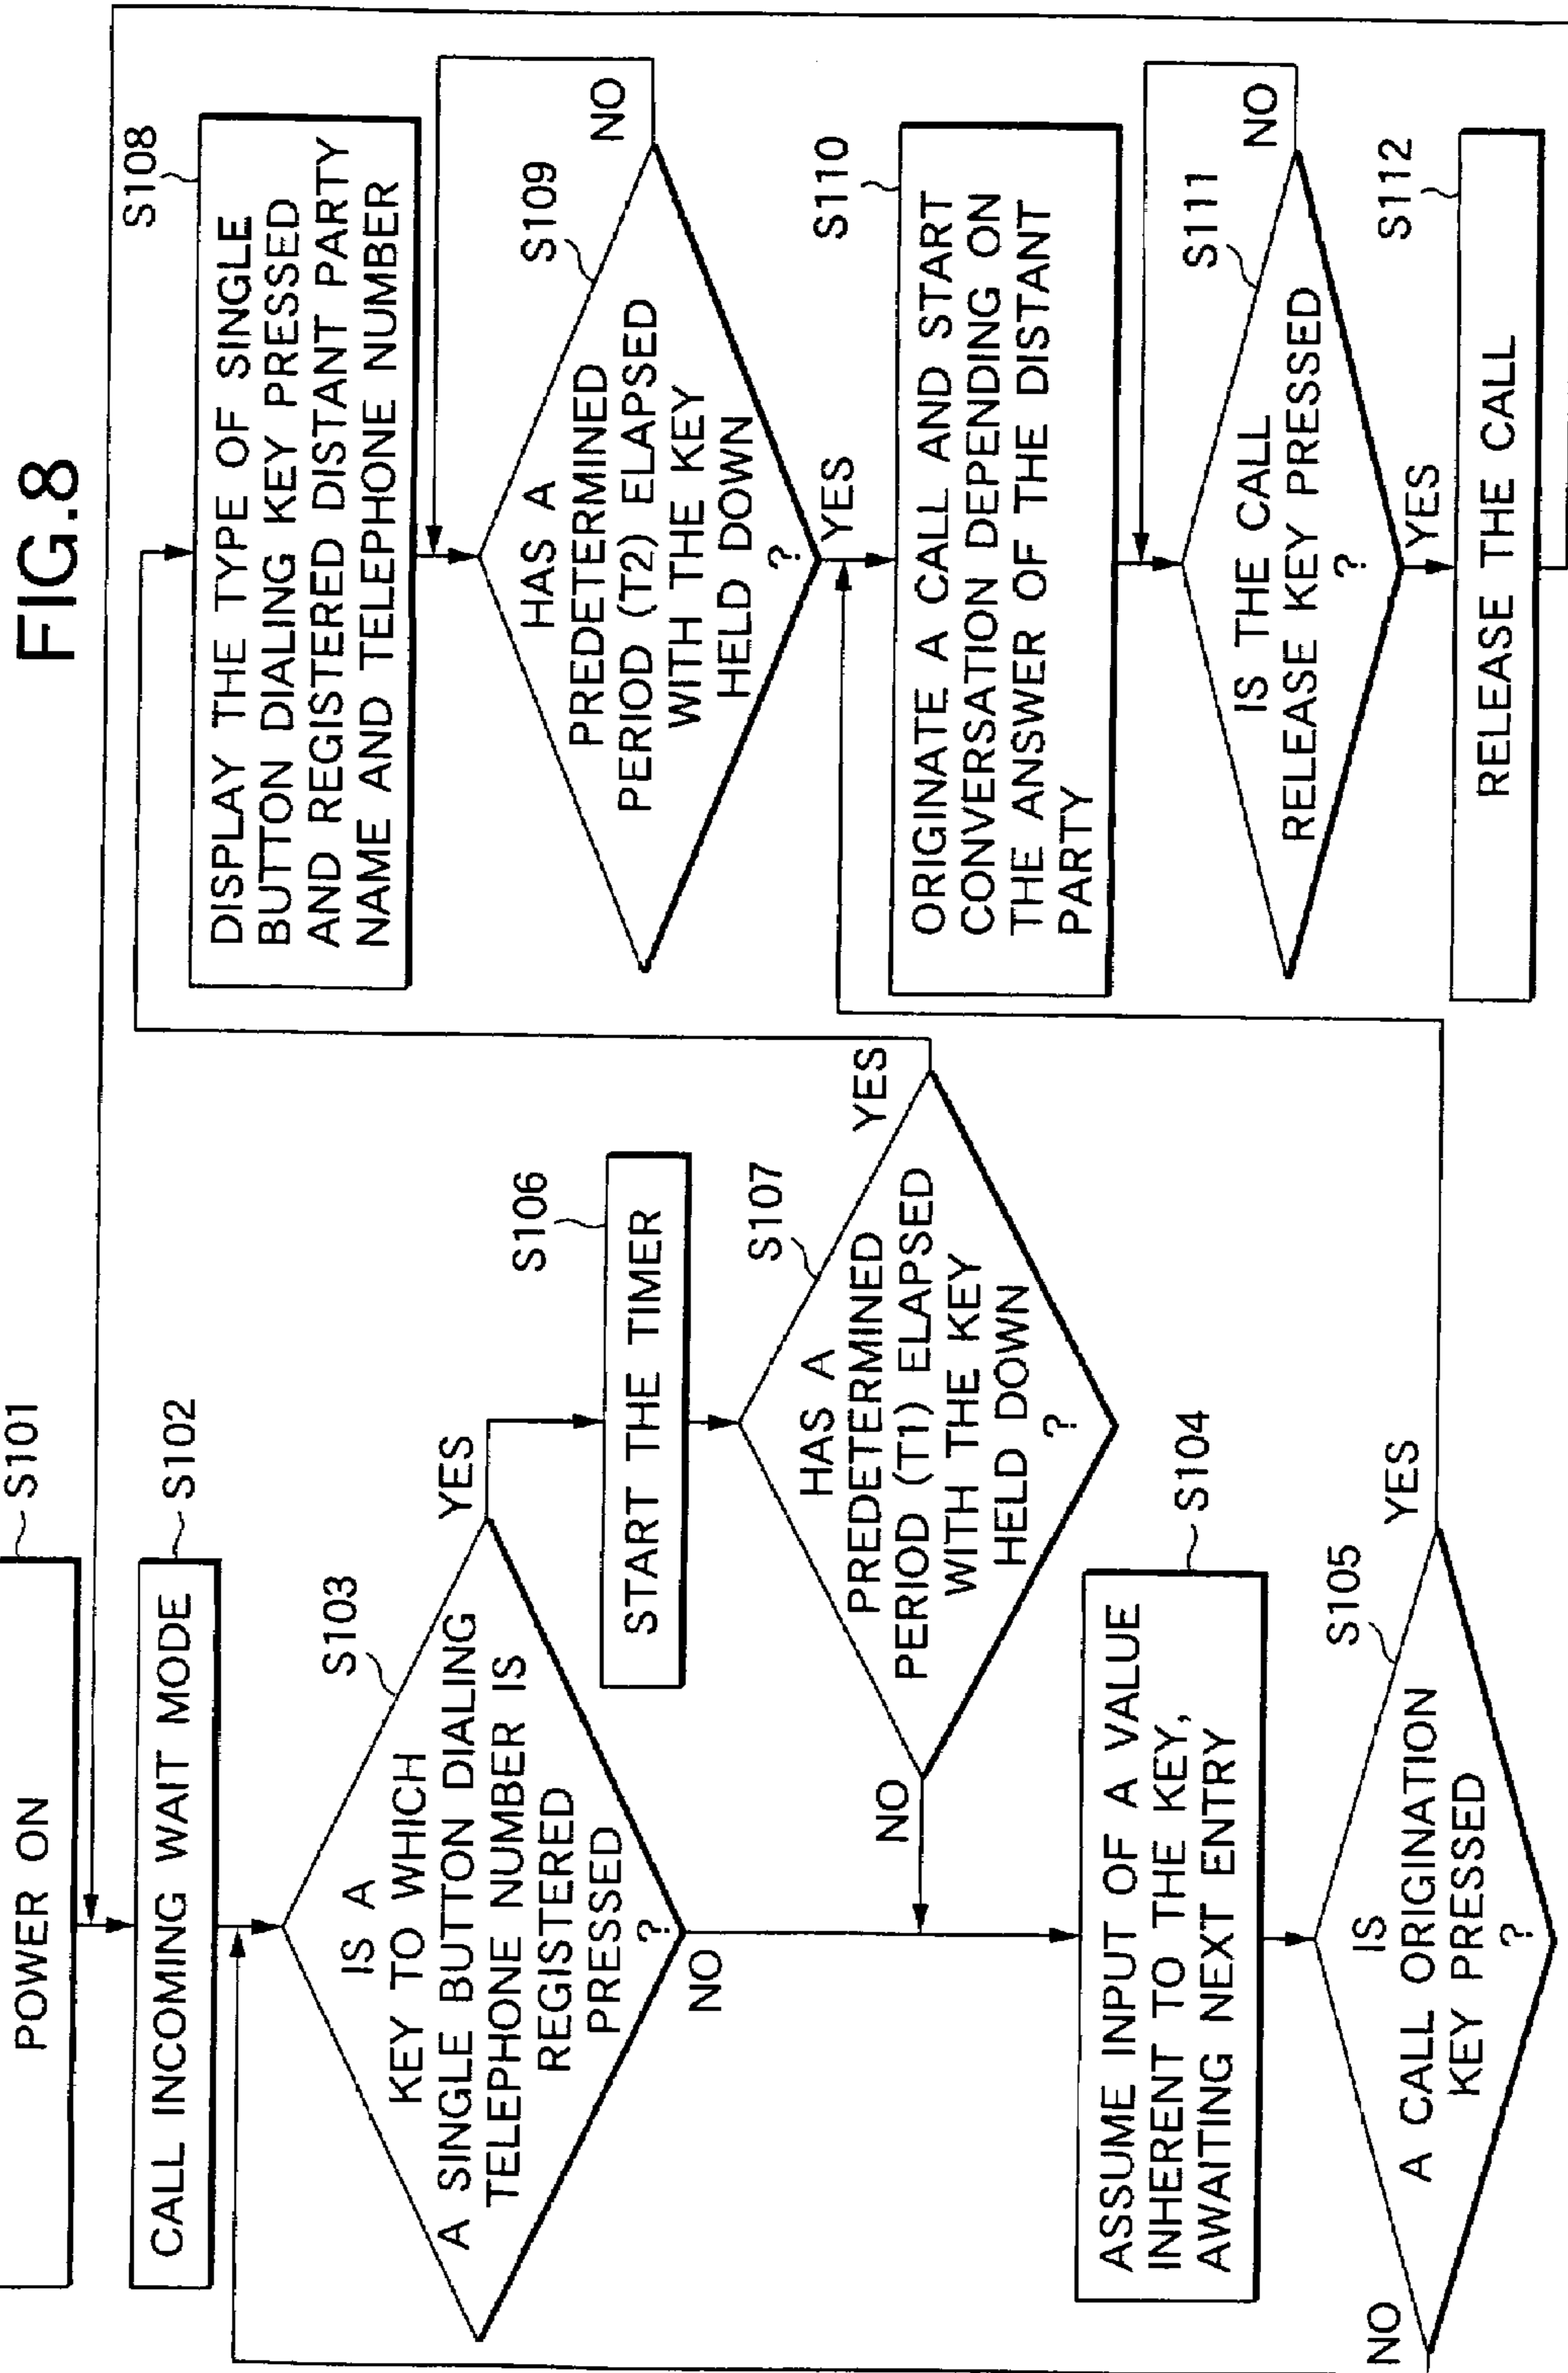 FIG.8
POWER ON
S101
CALL INCOMING WAIT MODE
S102
S103
IS A
KEY TO WHICH
A SINGLE BUTTON DIALING
TELEPHONE NUMBER IS
REGISTERED
PRESSED
?
YES
NO
S106
START THE TIMER
S107
HAS A
PREDETERMINED
PERIOD (T1) ELAPSED
WITH THE KEY
HELD DOWN
?
YES
NO
S104
ASSUME INPUT OF A VALUE
INHERENT TO THE KEY,
AWAITING NEXT ENTRY
S105
IS
A CALL ORIGINATION
KEY PRESSED
?
YES
NO
S108
DISPLAY THE TYPE OF SINGLE
BUTTON DIALING KEY PRESSED
AND REGISTERED DISTANT PARTY
NAME AND TELEPHONE NUMBER
S109
HAS A
PREDETERMINED
PERIOD (T2) ELAPSED
WITH THE KEY
HELD DOWN
?
NO
YES
S110
ORIGINATE A CALL AND START
CONVERSATION DEPENDING ON
THE ANSWER OF THE DISTANT
PARTY
S111
IS THE CALL
RELEASE KEY PRESSED
?
NO
YES
S112
RELEASE THE CALL